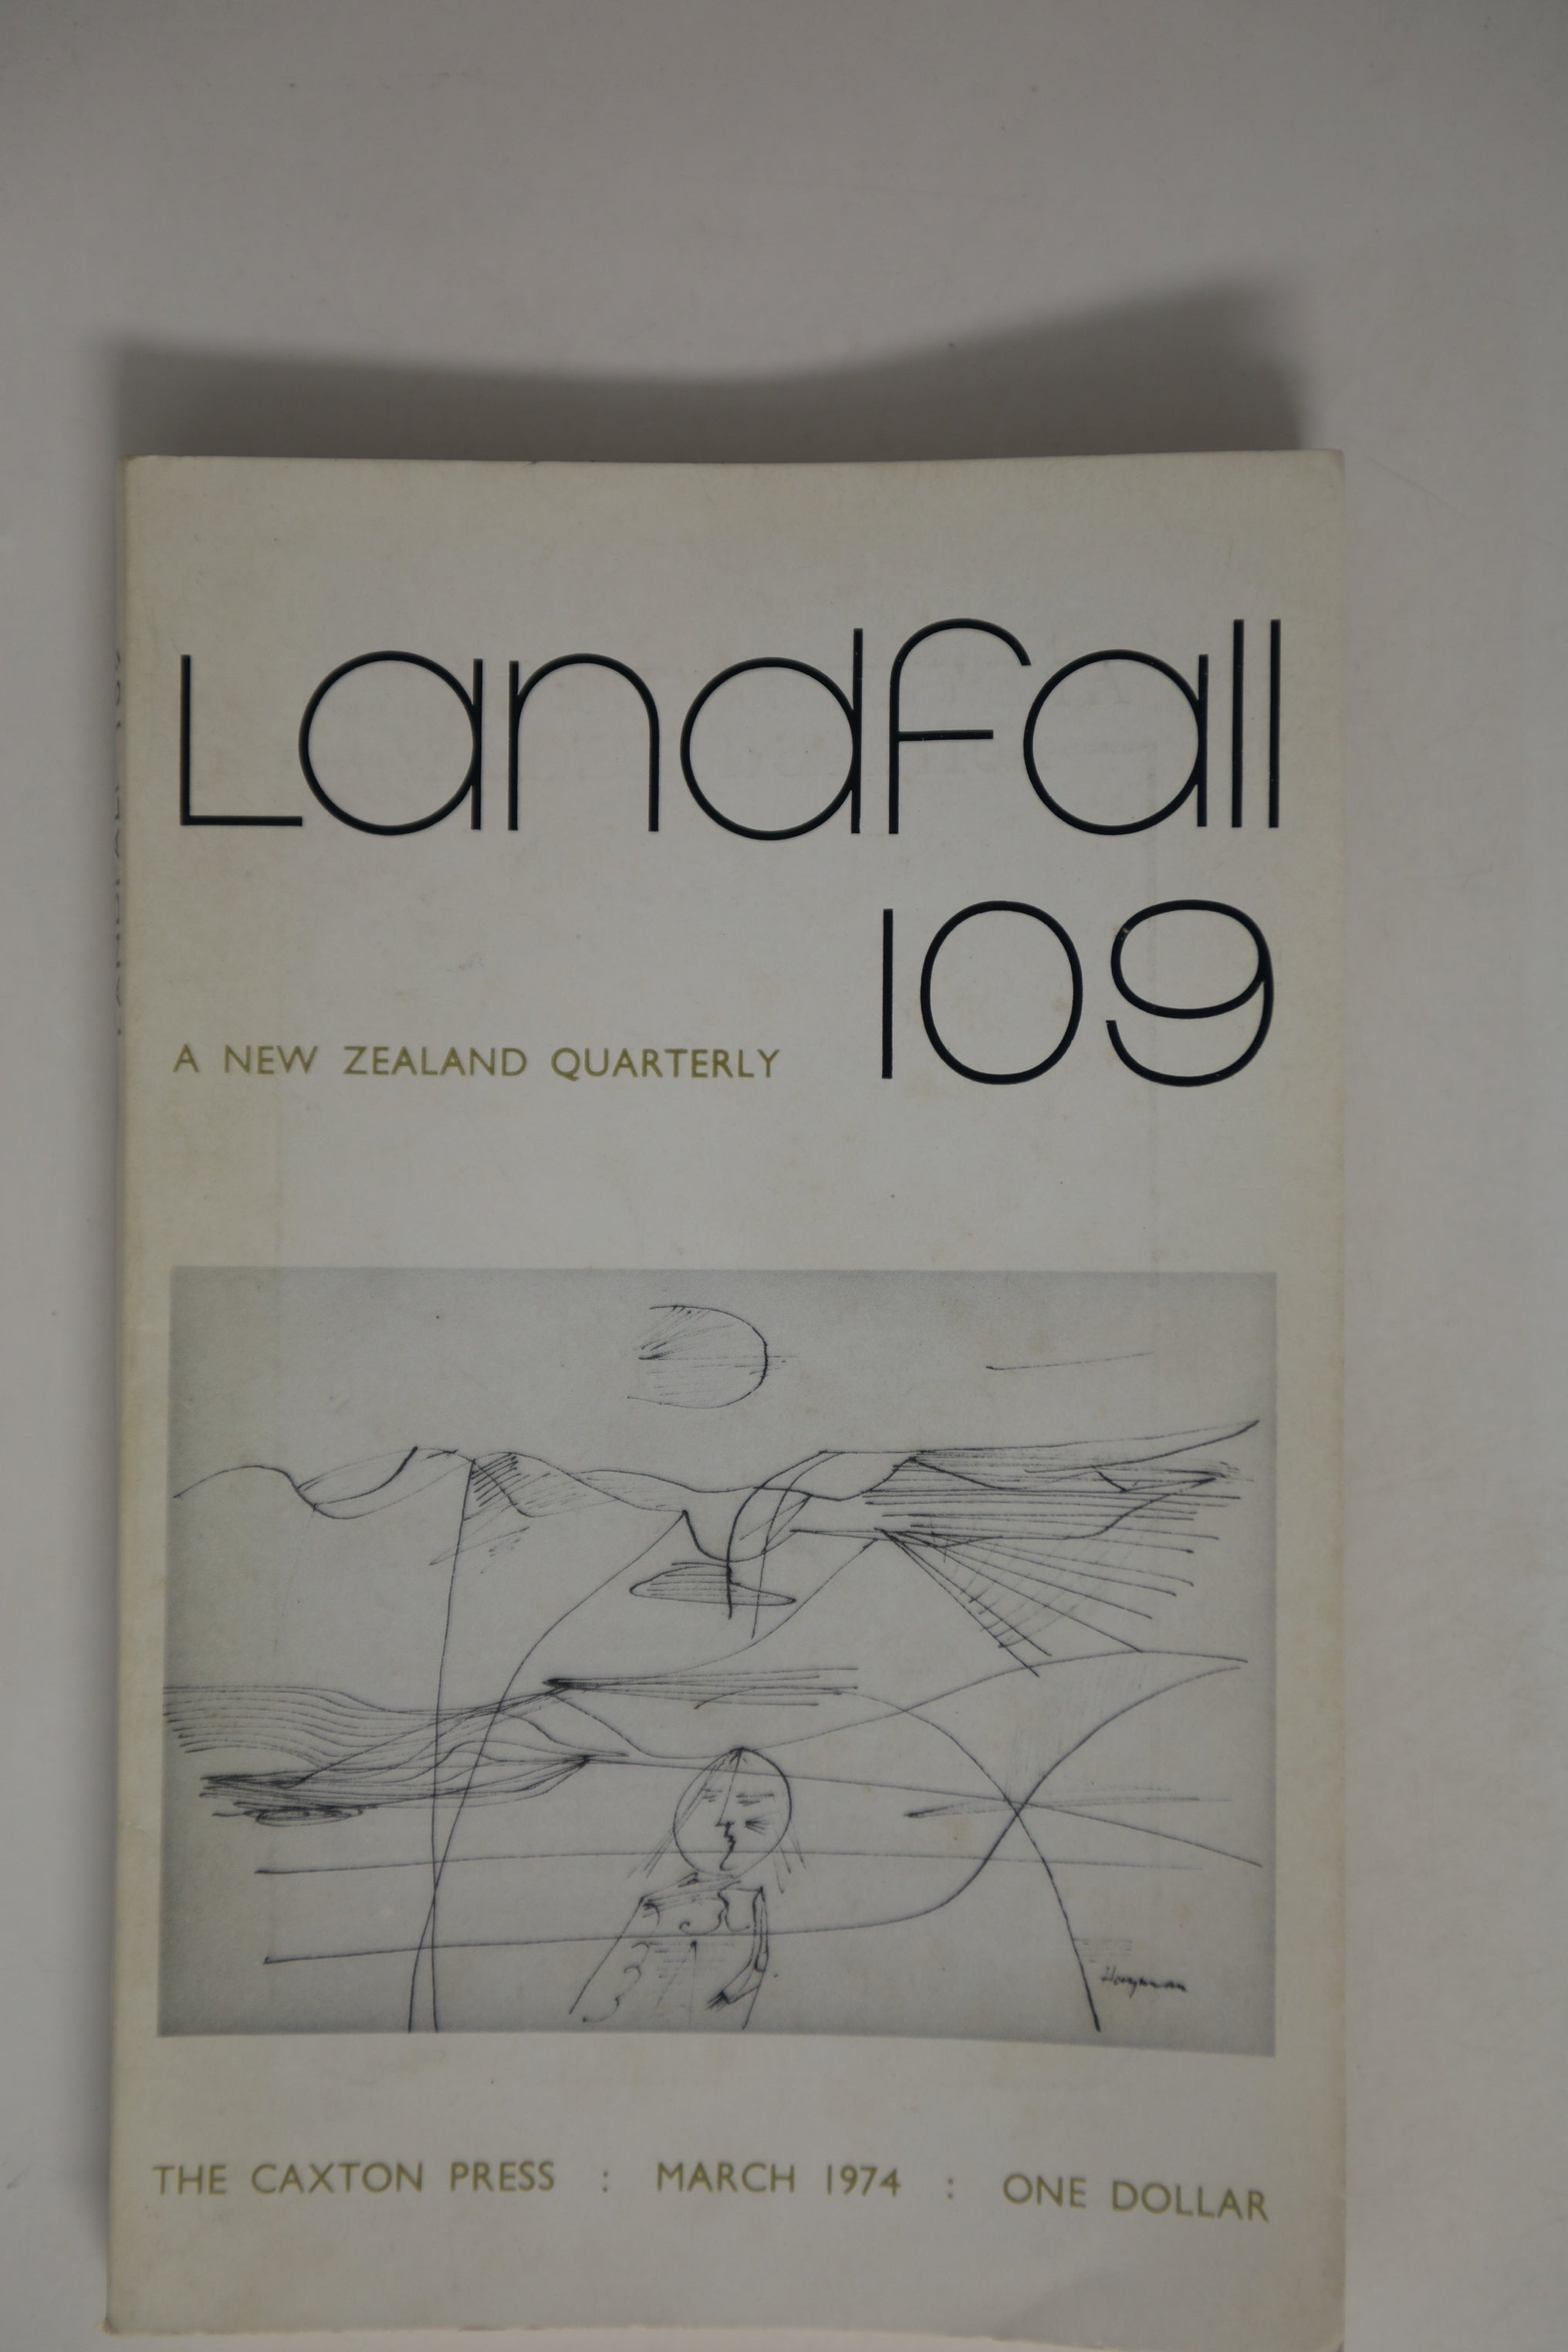 Landfall
109
A NEW ZEALAND QUARTERLY
THE CAXTON PRESS : MARCH 1974 : ONE DOLLAR